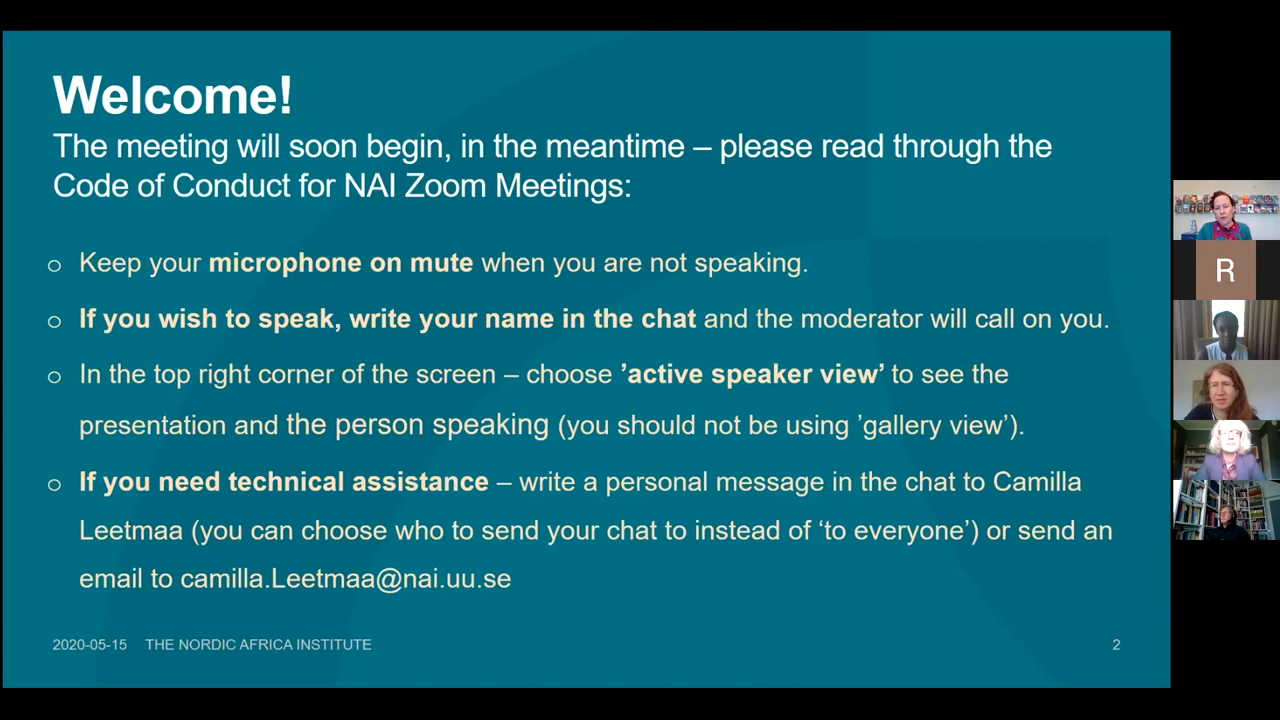 Welcome!
The meeting will soon begin, in the meantime – please read through the
Code of Conduct for NAI Zoom Meetings:
o Keep your microphone on mute when you are not speaking.
o If you wish to speak, write your name in the chat and the moderator will call on you.
o In the top right corner of the screen – choose ’active speaker view’ to see the
presentation and the person speaking (you should not be using ’gallery view’).
o If you need technical assistance – write a personal message in the chat to Camilla
Leetmaa (you can choose who to send your chat to instead of ‘to everyone’) or send an
email to camilla.Leetmaa@nai.uu.se
2020-05-15 THE NORDIC AFRICA INSTITUTE 2
R